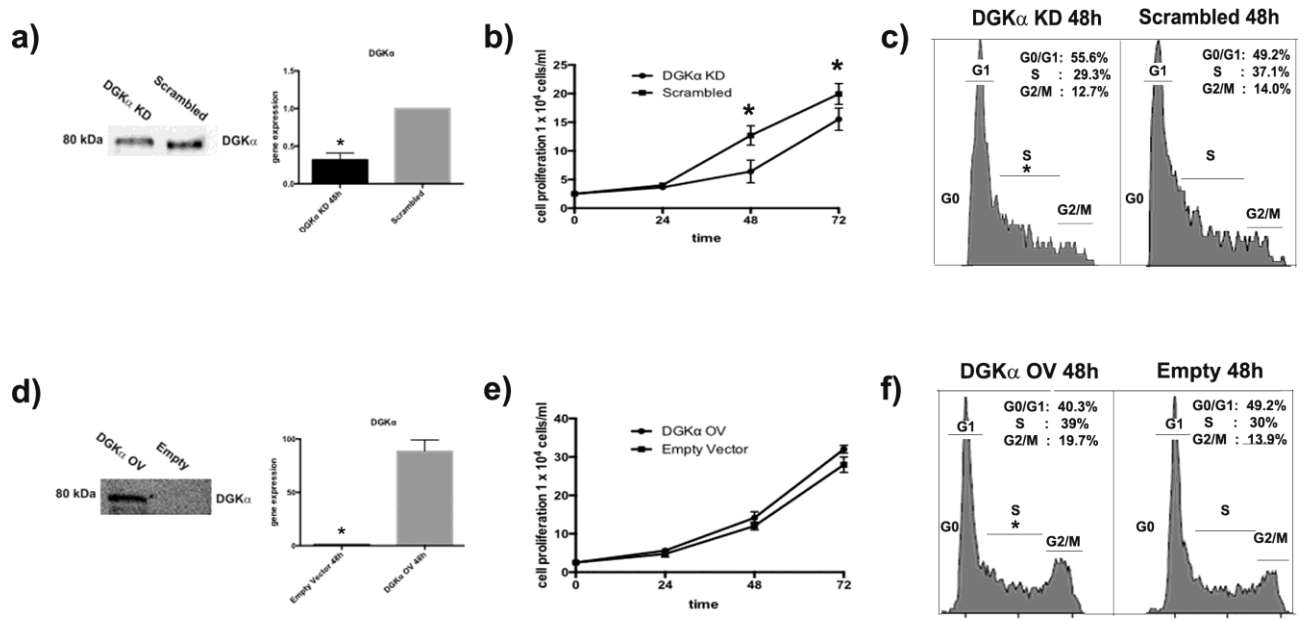 a)
DGKα KD
Scrambled
80 kDa
DGKα
DGKα
gene expression
1.5
1.0
0.5
0.0
*
DGKα KD 48h
Scrambled
b)
cell proliferation 1 x 10⁴ cells/ml
25
20
15
10
5
0
DGKα KD
Scrambled
*
*
0 24 48 72
time
c)
DGKα KD 48h
G0/G1: 55.6%
S : 29.3%
G2/M : 12.7%
G1
S
*
G2/M
G0
Scrambled 48h
G0/G1: 49.2%
S : 37.1%
G2/M : 14.0%
G1
S
G2/M
G0
d)
DGKα OV
Empty
80 kDa
DGKα
DGKα
gene expression
100
50
0
*
Empty Vector 48h
DGKα OV 48h
e)
cell proliferation 1 x 10⁴ cells/ml
40
30
20
10
0
DGKα OV
Empty Vector
0 24 48 72
time
f)
DGKα OV 48h
G0/G1: 40.3%
S : 39%
G2/M : 19.7%
G1
S
*
G2/M
G0
Empty 48h
G0/G1: 49.2%
S : 30%
G2/M : 13.9%
G1
S
G2/M
G0